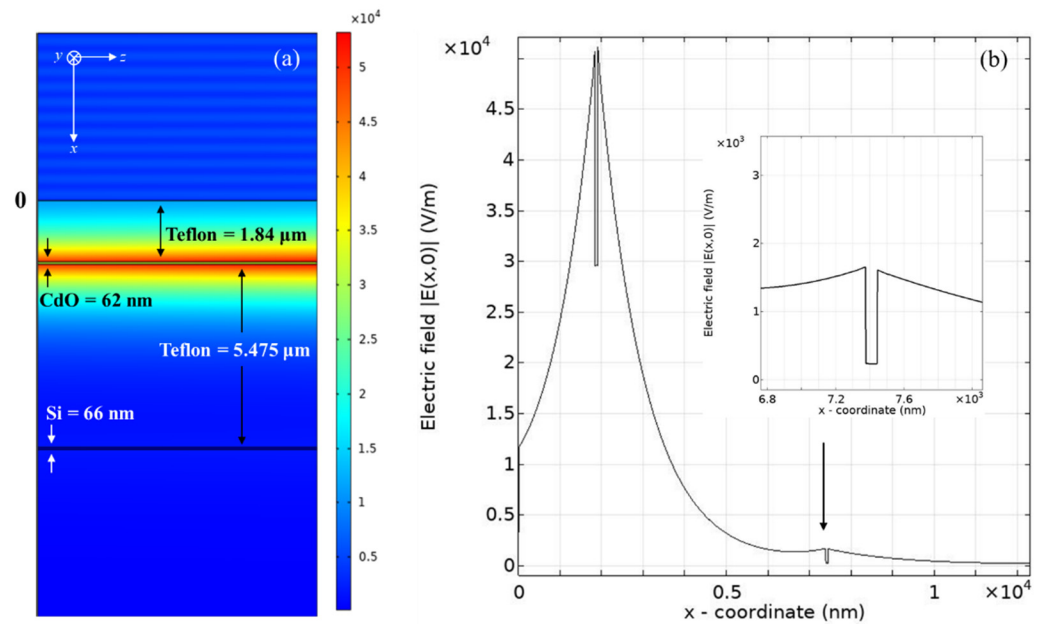 y
z
(a)
x
0
Teflon = 1.84 μm
CdO = 62 nm
Teflon = 5.475 μm
Si = 66 nm
×10⁴
5
4.5
4
3.5
3
2.5
2
1.5
1
0.5
×10⁴
(b)
4.5
4
3.5
3
2.5
2
1.5
1
0.5
0
Electric field |E(x,0)| (V/m)
0 0.5 1 ×10⁴
x - coordinate (nm)
×10³
3
2
1
0
Electric field |E(x,0)| (V/m)
6.8 7.2 7.6 ×10³
x - coordinate (nm)